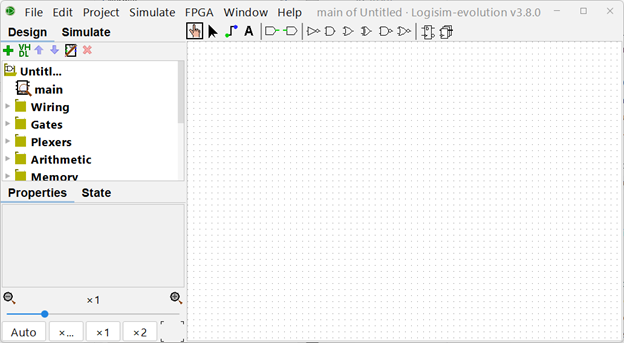 File Edit Project Simulate FPGA Window Help main of Untitled · Logisim-evolution v3.8.0
Design Simulate
A
VH
DL
Untitl...
main
Wiring
Gates
Plexers
Arithmetic
Memory
Properties State
×1
Auto ×... ×1 ×2